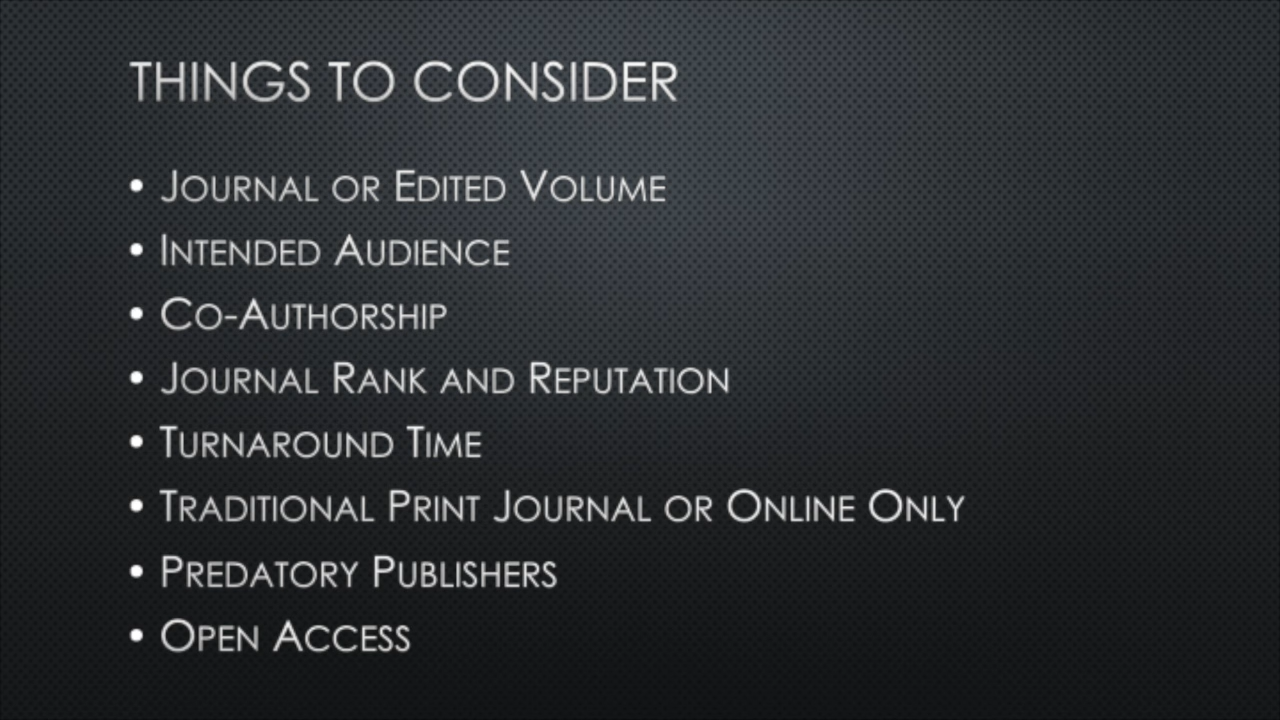 THINGS TO CONSIDER
• JOURNAL OR EDITED VOLUME
• INTENDED AUDIENCE
• CO-AUTHORSHIP
• JOURNAL RANK AND REPUTATION
• TURNAROUND TIME
• TRADITIONAL PRINT JOURNAL OR ONLINE ONLY
• PREDATORY PUBLISHERS
• OPEN ACCESS